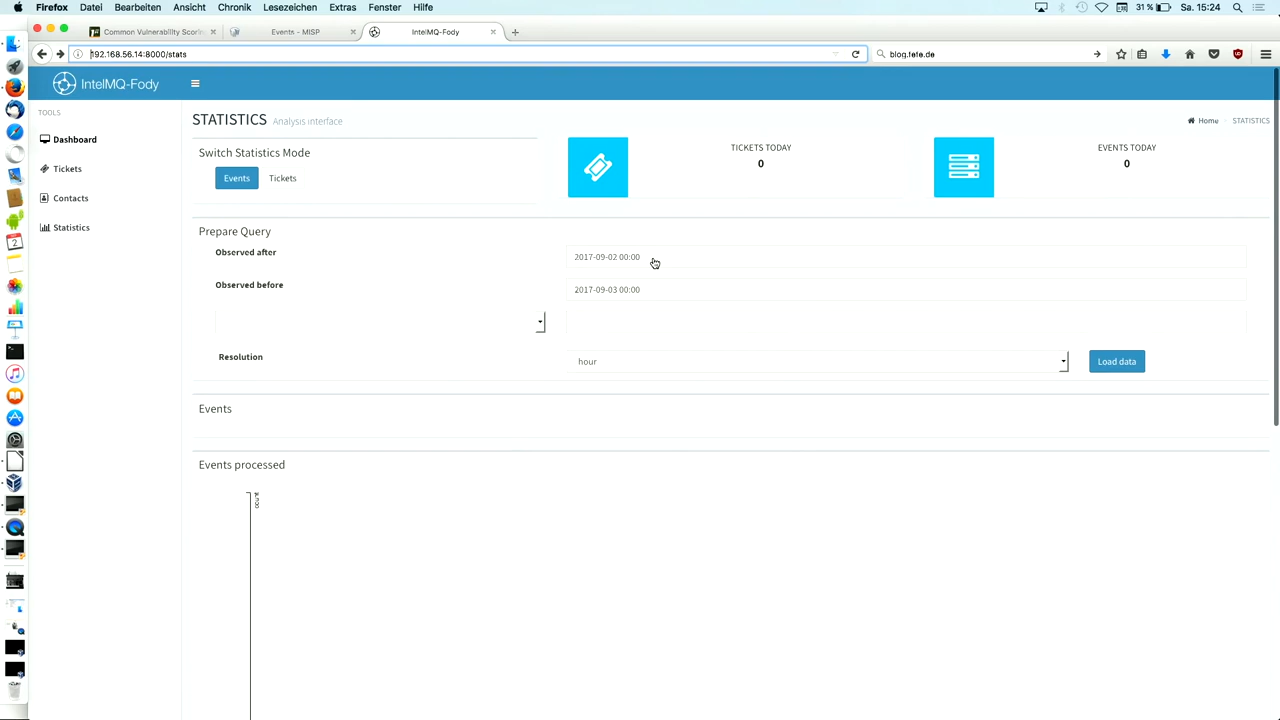 Firefox Datei Bearbeiten Ansicht Chronik Lesezeichen Extras Fenster Hilfe 31 % Sa. 15:24
Common Vulnerability Scorin
Events - MISP
IntelMQ-Fody
192.168.56.14:8000/stats
blog.fefe.de
IntelMQ-Fody
TOOLS
Dashboard
Tickets
Contacts
Statistics
STATISTICS Analysis interface
Home STATISTICS
Switch Statistics Mode
Events Tickets
TICKETS TODAY
0
EVENTS TODAY
0
Prepare Query
Observed after 2017-09-02 00:00
Observed before 2017-09-03 00:00
Resolution hour Load data
Events
Events processed
count
2